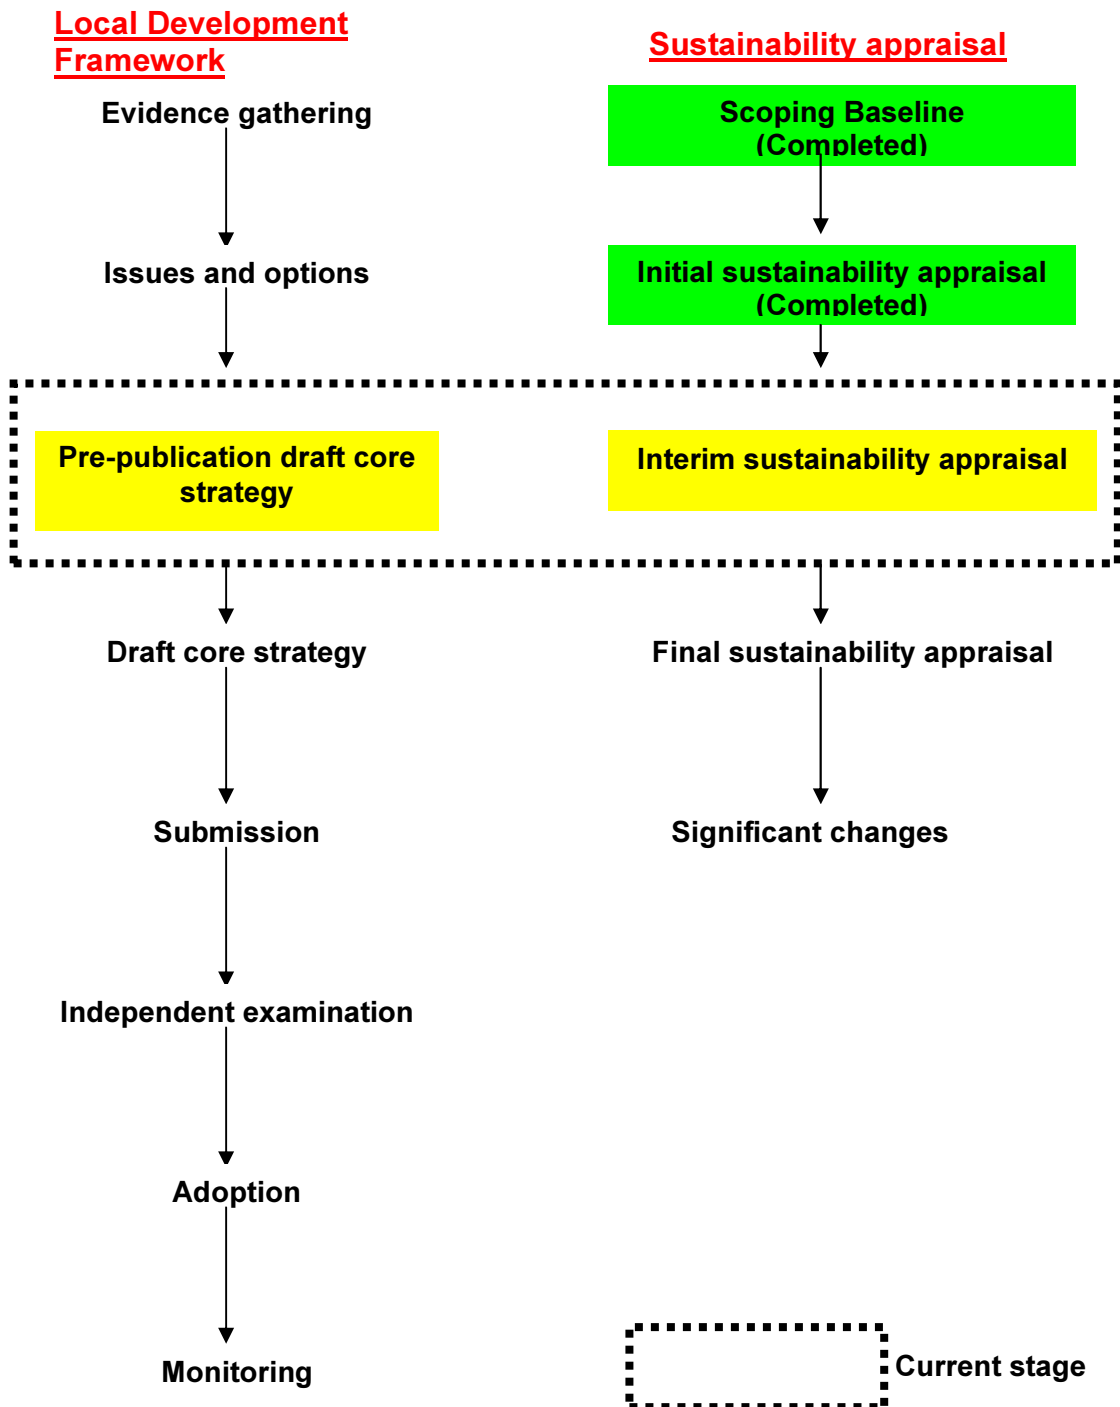 Local Development
Framework
Sustainability appraisal
Evidence gathering
Scoping Baseline
(Completed)
Issues and options
Initial sustainability appraisal
(Completed)
Pre-publication draft core
strategy
Interim sustainability appraisal
Draft core strategy
Final sustainability appraisal
Submission
Significant changes
Independent examination
Adoption
Monitoring
Current stage